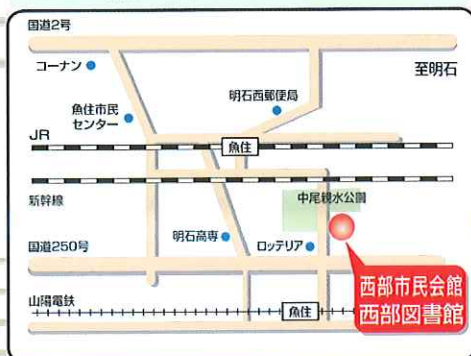 国道2号
コーナン
至明石
明石西郵便局
魚住市民
センター
JR
魚住
新幹線
中尾親水公園
明石高専
ロッテリア
国道250号
西部市民会館
西部図書館
山陽電鉄
魚住